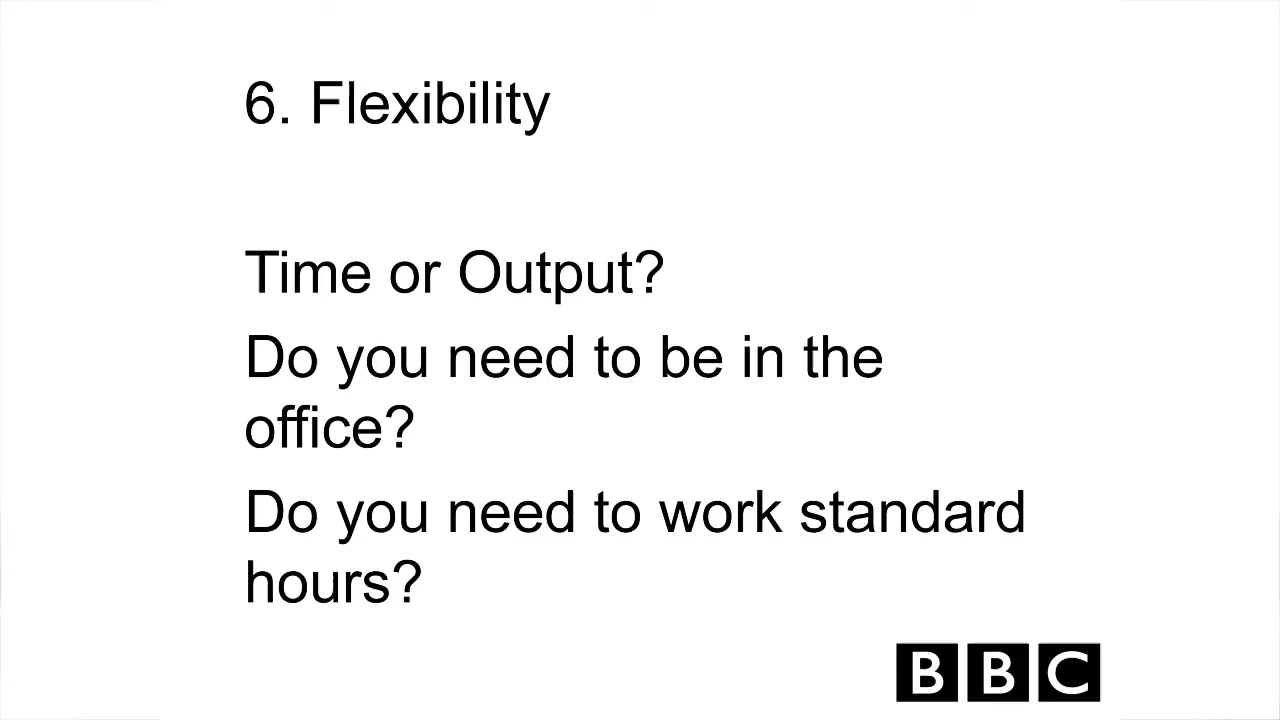 6. Flexibility
Time or Output?
Do you need to be in the
office?
Do you need to work standard
hours?
BBC